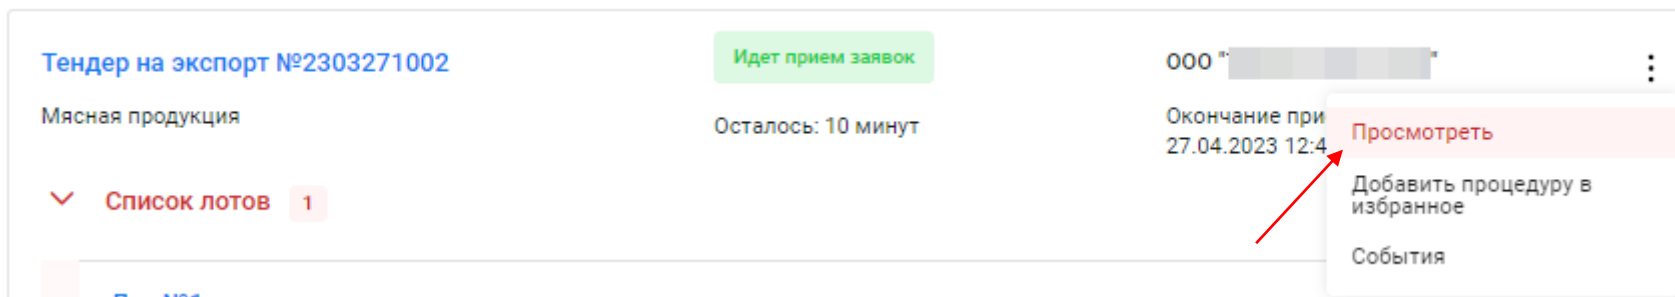 Тендер на экспорт №2303271002
Идет прием заявок
ООО " "
Мясная продукция
Осталось: 10 минут
Окончание при
27.04.2023 12:4
Просмотреть
Добавить процедуру в
избранное
События
Список лотов 1